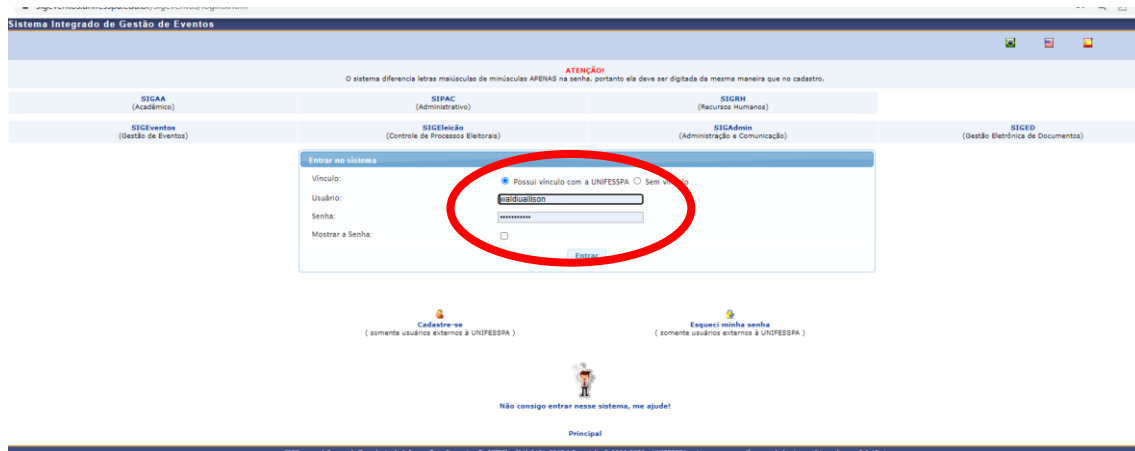 Sistema Integrado de Gestão de Eventos
ATENÇÃO!
O sistema diferencia letras maiúsculas de minúsculas APENAS na senha, portanto ela deve ser digitada da mesma maneira que no cadastro.
SIGAA SIPAC SIGRH
(Acadêmico) (Administrativo) (Recursos Humanos)
SIGEventos SIGEleição SIGAdmin SIGED
(Gestão de Eventos) (Controle de Processos Eleitorais) (Administração e Comunicação) (Gestão Eletrônica de Documentos)
Entrar no sistema
Vínculo: Possui vínculo com a UNIFESSPA Sem vínculo
Usuário: waldiuallison
Senha: •••••••••••
Mostrar a Senha:
Entrar
Cadastre-se Esqueci minha senha
( somente usuários externos à UNIFESSPA ) ( somente usuários externos à UNIFESSPA )
Não consigo entrar nesse sistema, me ajude!
Principal